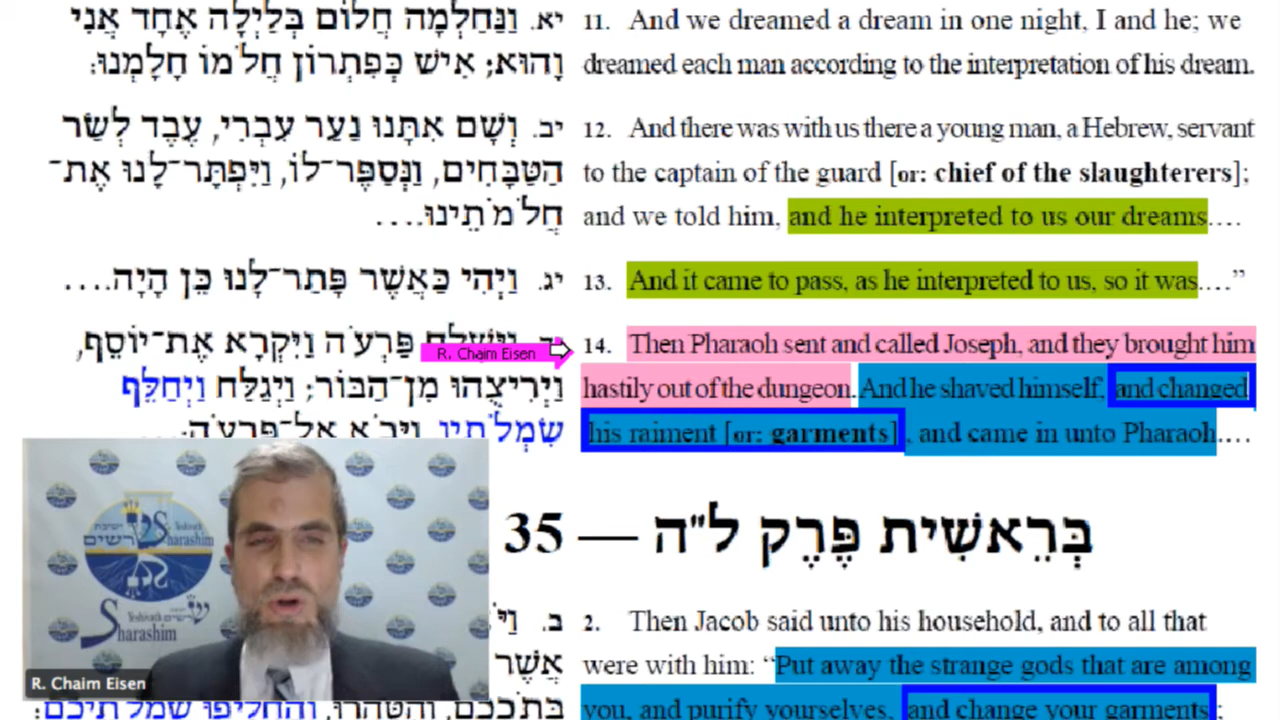 יא. וַנַּחַלְמָה חֲלוֹם בְּלַיְלָה אֶחָד אֲנִי
וָהוּא; אִישׁ כְּפִתְרוֹן חֲלֹמוֹ חָלָמְנוּ:
יב. וְשָׁם אִתָּנוּ נַעַר עִבְרִי, עֶבֶד לְשַׂר
הַטַּבָּחִים, וַנְּסַפֶּר־לוֹ, וַיִּפְתָּר־לָנוּ אֶת־
חֲלֹמֹתֵינוּ....
יג. וַיְהִי כַּאֲשֶׁר פָּתַר־לָנוּ כֵּן הָיָה....
פַּרְעֹה וַיִּקְרָא אֶת־יוֹסֵף,
וַיְרִיצֻהוּ מִן־הַבּוֹר; וַיְגַלַּח וַיְחַלֵּף
שִׂמְלֹתָיו וַיָּבֹא אֶל־פַּרְעֹה:...
11. And we dreamed a dream in one night, I and he; we
dreamed each man according to the interpretation of his dream.
12. And there was with us there a young man, a Hebrew, servant
to the captain of the guard [or: chief of the slaughterers];
and we told him, and he interpreted to us our dreams....
13. And it came to pass, as he interpreted to us, so it was....”
14. Then Pharaoh sent and called Joseph, and they brought him
hastily out of the dungeon. And he shaved himself, and changed
his raiment [or: garments], and came in unto Pharaoh....
R. Chaim Eisen
בְּרֵאשִׁית פֶּרֶק ל"ה — 35
ב.
אֲשֶׁר
בְּתֹכְכֶם, וְהִטַּהֲרוּ, וְהַחֲלִיפוּ שִׂמְלֹתֵיכֶם:
2. Then Jacob said unto his household, and to all that
were with him: “Put away the strange gods that are among
you, and purify yourselves, and change your garments;
ישיבת שרשים
Yeshivath Sharashim
Yeshivath ישיבת שרשים
Sharashim
R. Chaim Eisen